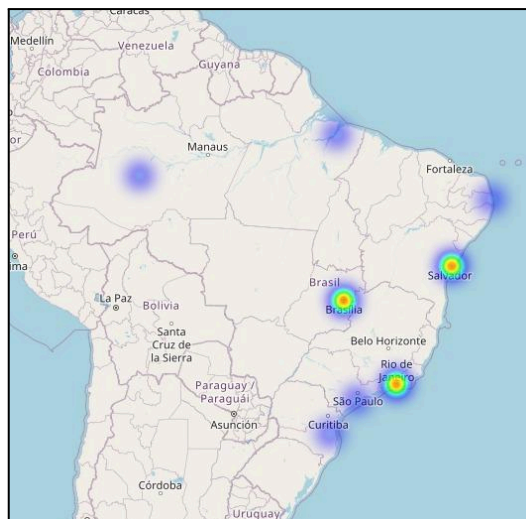 Caracas
Medellín
Venezuela
Guyana
Colombia
Manaus
Fortaleza
Perú
Brasil
Salvador
La Paz
Brasília
Bolivia
Santa
Cruz de
la Sierra
Belo Horizonte
Rio de
Janeiro
Paraguay /
Paraguái
São Paulo
Asunción
Curitiba
Córdoba
Uruguay